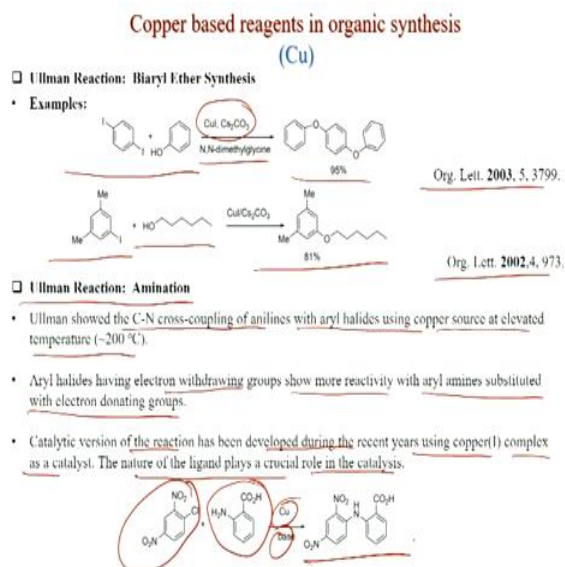 Copper based reagents in organic synthesis
(Cu)
❑ Ullman Reaction: Biaryl Ether Synthesis
• Examples:
I
I
+
HO
CuI, Cs₂CO₃
N,N-dimethylglycine
O
O
95%
Org. Lett. 2003, 5, 3799.
Me
Me
I
+ HO
CuI/Cs₂CO₃
Me
Me
O
81%
Org. Lett. 2002,4, 973.
❑ Ullman Reaction: Amination
• Ullman showed the C-N cross-coupling of anilines with aryl halides using copper source at elevated
temperature (~200 °C).
• Aryl halides having electron withdrawing groups show more reactivity with aryl amines substituted
with electron donating groups.
• Catalytic version of the reaction has been developed during the recent years using copper(I) complex
as a catalyst. The nature of the ligand plays a crucial role in the catalysis.
NO₂
Cl
O₂N
+
CO₂H
H₂N
Cu
base
NO₂
H
N
CO₂H
O₂N